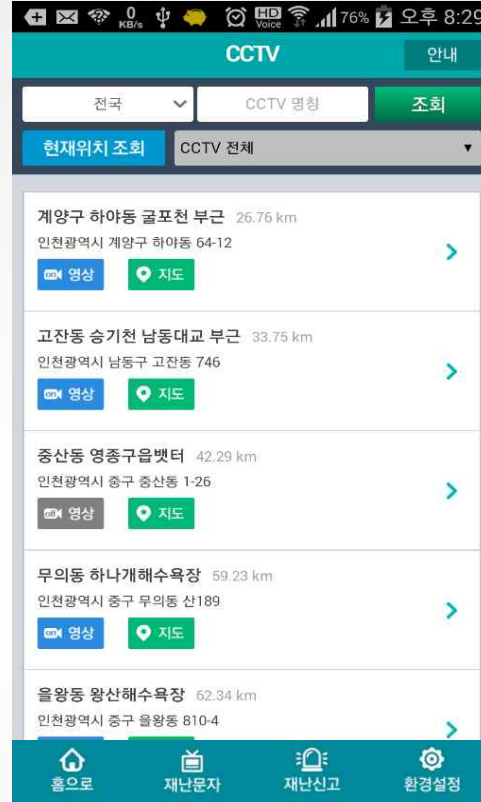 0 KB/s HD Voice 76% 오후 8:29
CCTV 안내
전국 CCTV 명칭 조회
현재위치 조회 CCTV 전체
계양구 하야동 굴포천 부근 26.76 km
인천광역시 계양구 하야동 64-12
on 영상 지도
고잔동 승기천 남동대교 부근 33.75 km
인천광역시 남동구 고잔동 746
on 영상 지도
중산동 영종구읍뱃터 42.29 km
인천광역시 중구 중산동 1-26
off 영상 지도
무의동 하나개해수욕장 59.23 km
인천광역시 중구 무의동 산189
on 영상 지도
을왕동 왕산해수욕장 62.34 km
인천광역시 중구 을왕동 810-4
홈으로 재난문자 재난신고 환경설정